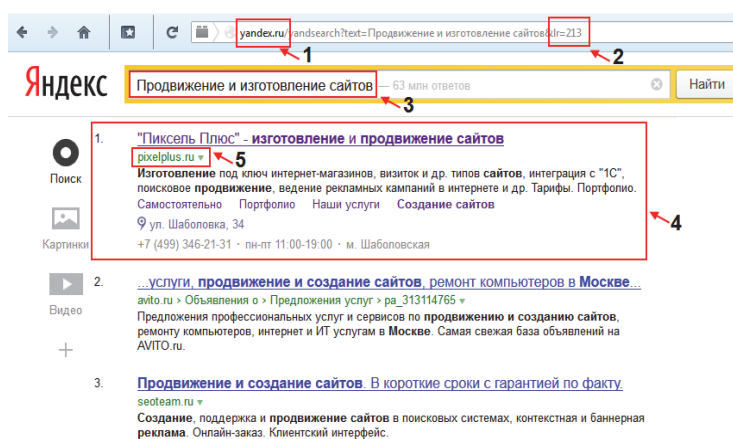 yandex.ru/yandsearch?text=Продвижение и изготовление сайтов&lr=213
1
2
Яндекс
Продвижение и изготовление сайтов — 63 млн ответов
Найти
3
1. "Пиксель Плюс" - изготовление и продвижение сайтов
pixelplus.ru
5
Изготовление под ключ интернет-магазинов, визиток и др. типов сайтов, интеграция с "1С",
поисковое продвижение, ведение рекламных кампаний в интернете и др. Тарифы. Портфолио.
Самостоятельно Портфолио Наши услуги Создание сайтов
ул. Шаболовка, 34
+7 (499) 346-21-31 · пн-пт 11:00-19:00 · м. Шаболовская
4
Поиск
Картинки
Видео
2. ...услуги, продвижение и создание сайтов, ремонт компьютеров в Москве...
avito.ru › Объявления о › Предложения услуг › pa_313114765
Предложения профессиональных услуг и сервисов по продвижению и созданию сайтов,
ремонту компьютеров, интернет и ИТ услугам в Москве. Самая свежая база объявлений на
AVITO.ru.
3. Продвижение и создание сайтов. В короткие сроки с гарантией по факту.
seoteam.ru
Создание, поддержка и продвижение сайтов в поисковых системах, контекстная и баннерная
реклама. Онлайн-заказ. Клиентский интерфейс.